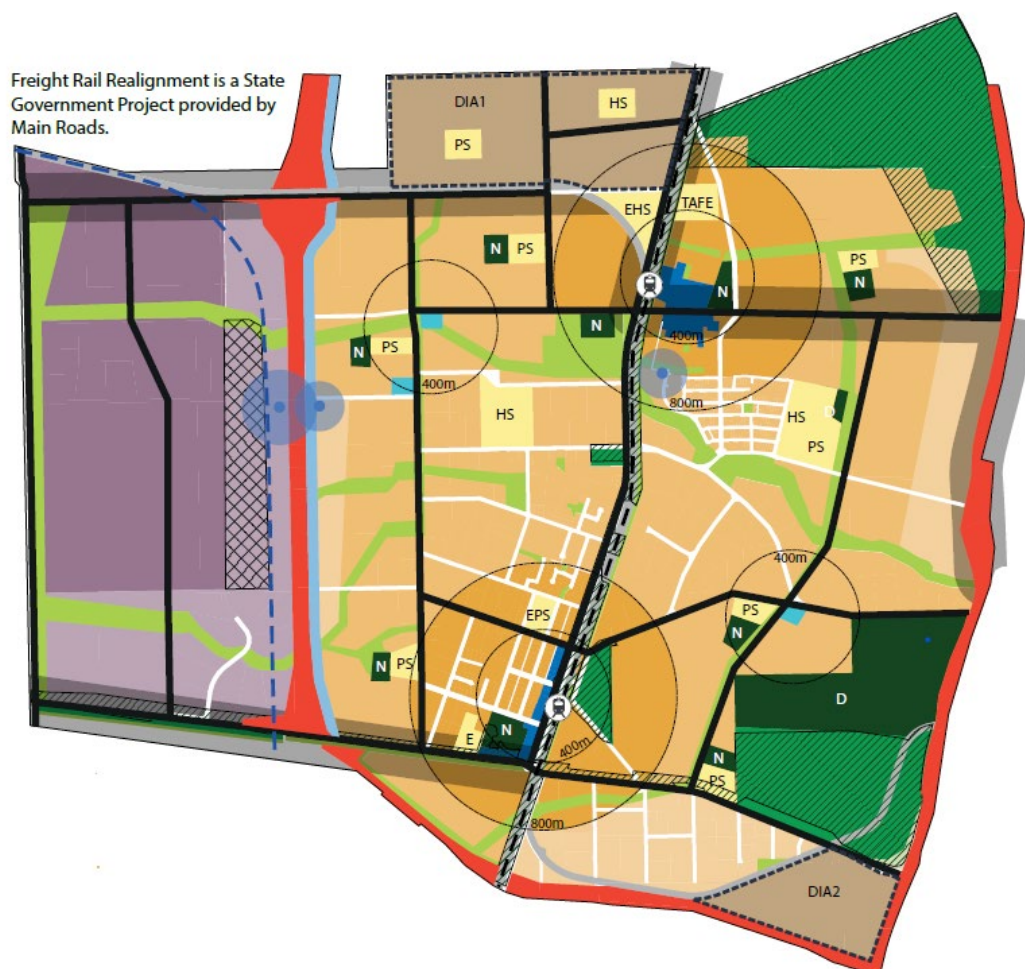 Freight Rail Realignment is a State
Government Project provided by
Main Roads.
DIA1
HS
PS
EHS
TAFE
N
PS
PS
N
N
N
400m
N
PS
400m
800m
HS
HS
D
PS
400m
EPS
PS
N
N
PS
D
E
N
400m
N
PS
800m
DIA2